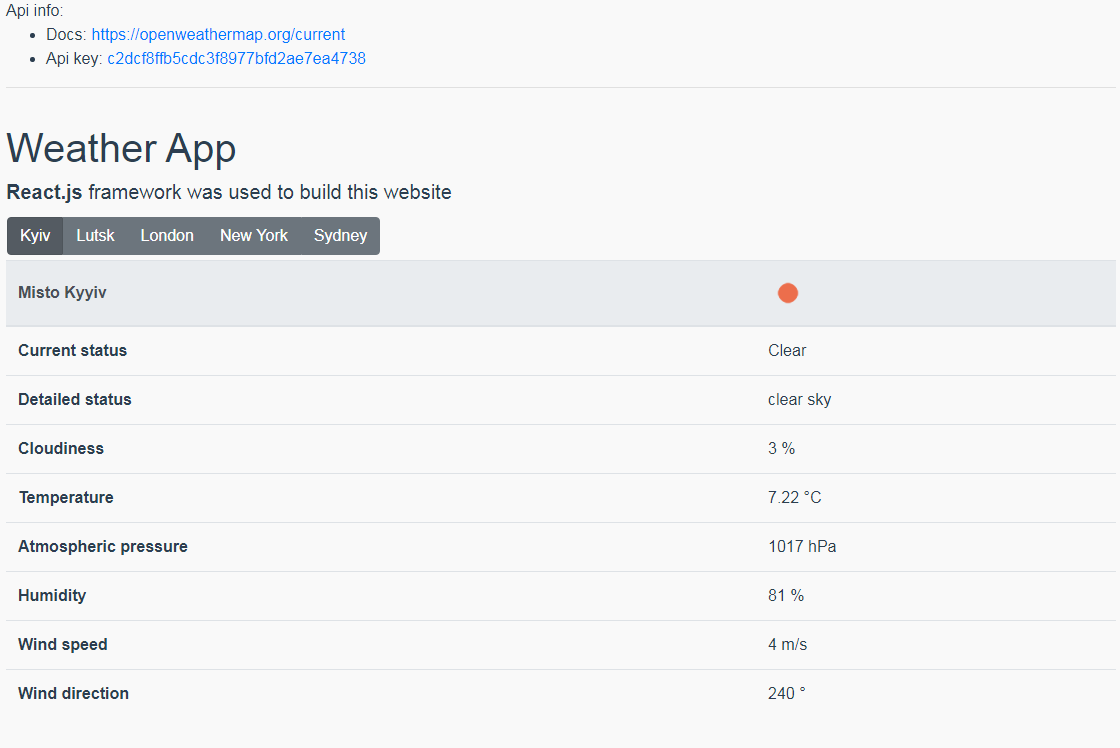 Api info:
• Docs: https://openweathermap.org/current
• Api key: c2dcf8ffb5cdc3f8977bfd2ae7ea4738
Weather App
React.js framework was used to build this website
Kyiv Lutsk London New York Sydney
Misto Kyyiv
Current status Clear
Detailed status clear sky
Cloudiness 3 %
Temperature 7.22 °C
Atmospheric pressure 1017 hPa
Humidity 81 %
Wind speed 4 m/s
Wind direction 240 °